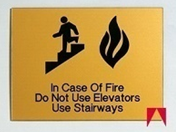 In Case Of Fire
Do Not Use Elevators
Use Stairways